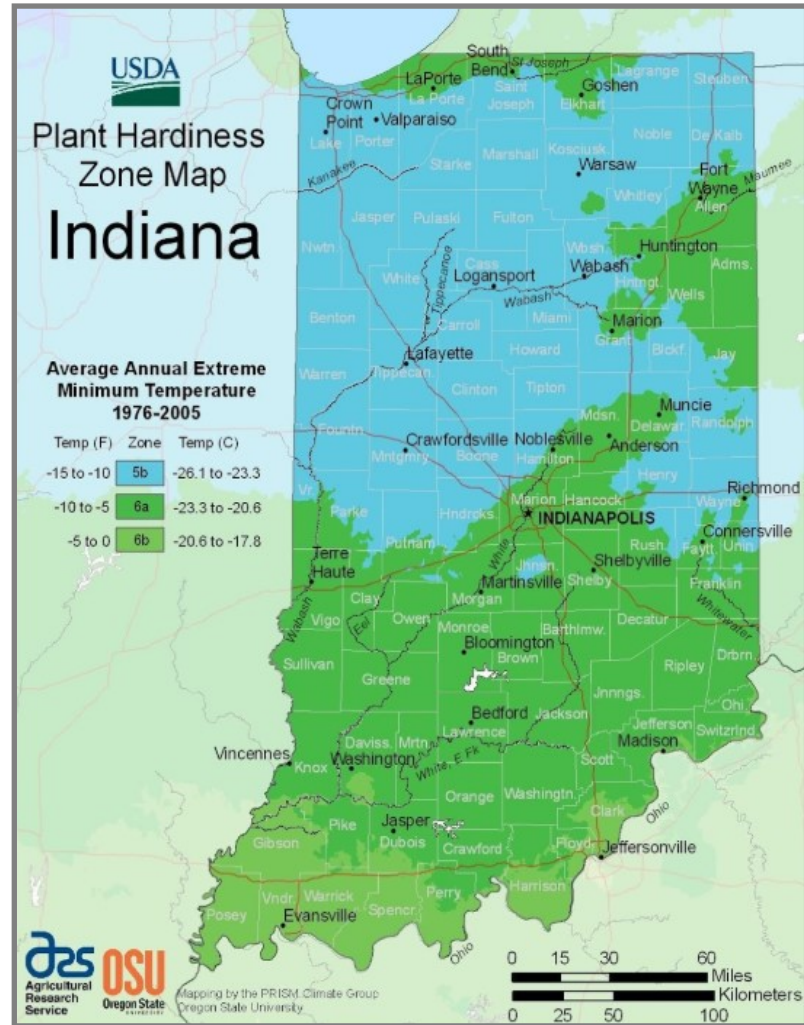 USDA
Plant Hardiness
Zone Map
Indiana
Average Annual Extreme
Minimum Temperature
1976-2005
Temp (F) Zone Temp (C)
-15 to -10 5b -26.1 to -23.3
-10 to -5 6a -23.3 to -20.6
-5 to 0 6b -20.6 to -17.8
South
Bend
St Joseph
LaPorte
La Porte
Saint
Joseph
Goshen
Elkhart
Lagrange
Steuben
Crown
Point
Valparaiso
Lake
Porter
Starke
Marshall
Kosciusk.
Noble
De Kalb
Warsaw
Kankakee
Fort
Wayne
Maumee
Allen
Whitley
Jasper
Pulaski
Fulton
Nwtn.
White
Tippecanoe
Cass
Logansport
Wbsh.
Wabash
Huntington
Hntngt.
Adms.
Wells
Wabash
Benton
Carroll
Miami
Marion
Grant
Blckf.
Jay
Lafayette
Tippecan.
Howard
Warren
Clinton
Tipton
Muncie
Mdsn.
Delawar.
Randolph
Fountn
Crawfordsville
Mntgmry
Boone
Noblesville
Hamilton
Anderson
Henry
Vr.
Parke
Putnam
Hndrcks.
Marion
Hancock
INDIANAPOLIS
Wayne
Richmond
Connersville
Rush
Faytt
Unin
Terre
Haute
White
Jhnsn.
Shelbyville
Shelby
Franklin
Whitewater
Martinsville
Morgan
Clay
Owen
Vigo
Eel
Wabash
Monroe
Bloomington
Brown
Barthlmw.
Decatur
Ripley
Drbrn.
Sullivan
Greene
Jnnngs.
Ohi.
Bedford
Lawrence
Jackson
Jefferson
Switzrlnd
Madison
Vincennes
Knox
Daviss.
Mrtn.
Washington
White, E Fk
Scott
Orange
Washingtn
Clark
Ohio
Pike
Jasper
Dubois
Crawford
Floyd
Jeffersonville
Gibson
Harrison
Perry
Posey
Vndr.
Warrick
Spencr
Evansville
Ohio
ars
Agricultural
Research
Service
OSU
Oregon State
UNIVERSITY
Mapping by the PRISM Climate Group
Oregon State University
0 15 30 60
Miles
Kilometers
0 25 50 100